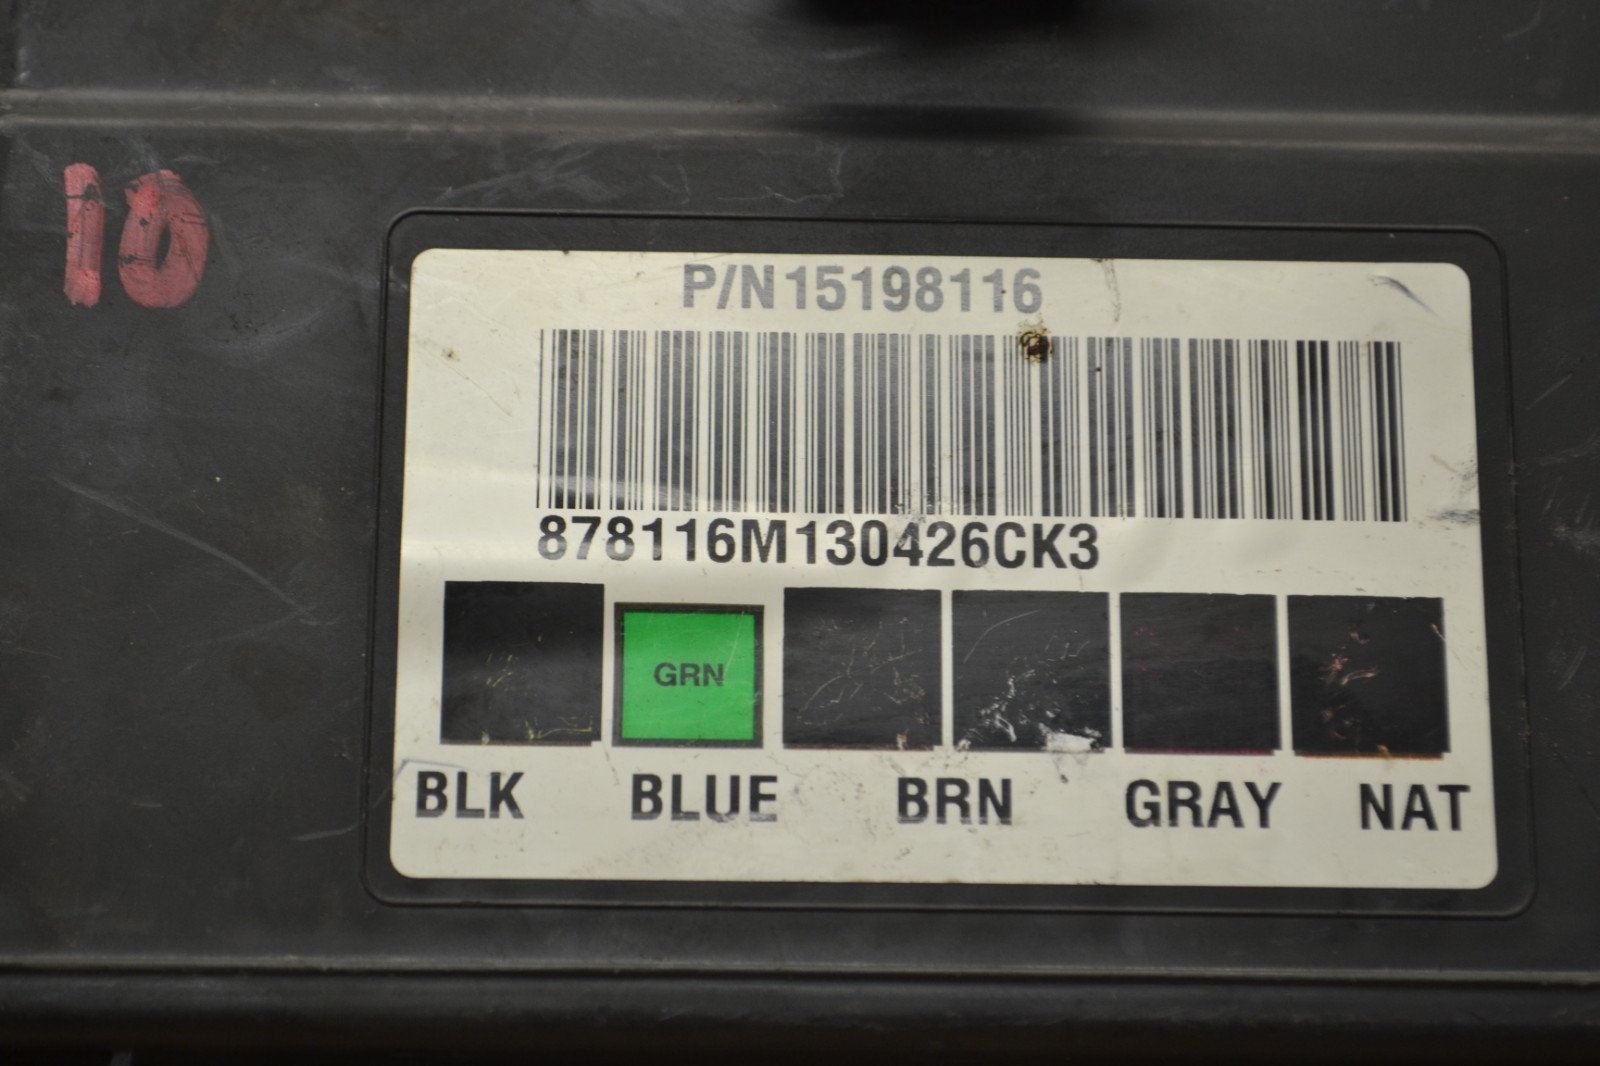 10
P/N15198116
878116M130426CK3
GRN
BLK BLUE BRN GRAY NAT